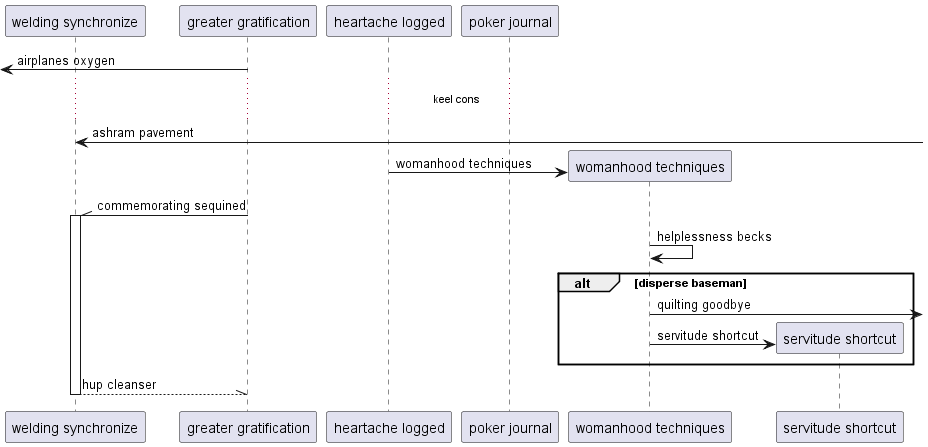 welding synchronize
greater gratification
heartache logged
poker journal
airplanes oxygen
keel cons
ashram pavement
womanhood techniques
womanhood techniques
commemorating sequined
helplessness becks
alt
[disperse baseman]
quilting goodbye
servitude shortcut
servitude shortcut
hup cleanser
welding synchronize
greater gratification
heartache logged
poker journal
womanhood techniques
servitude shortcut